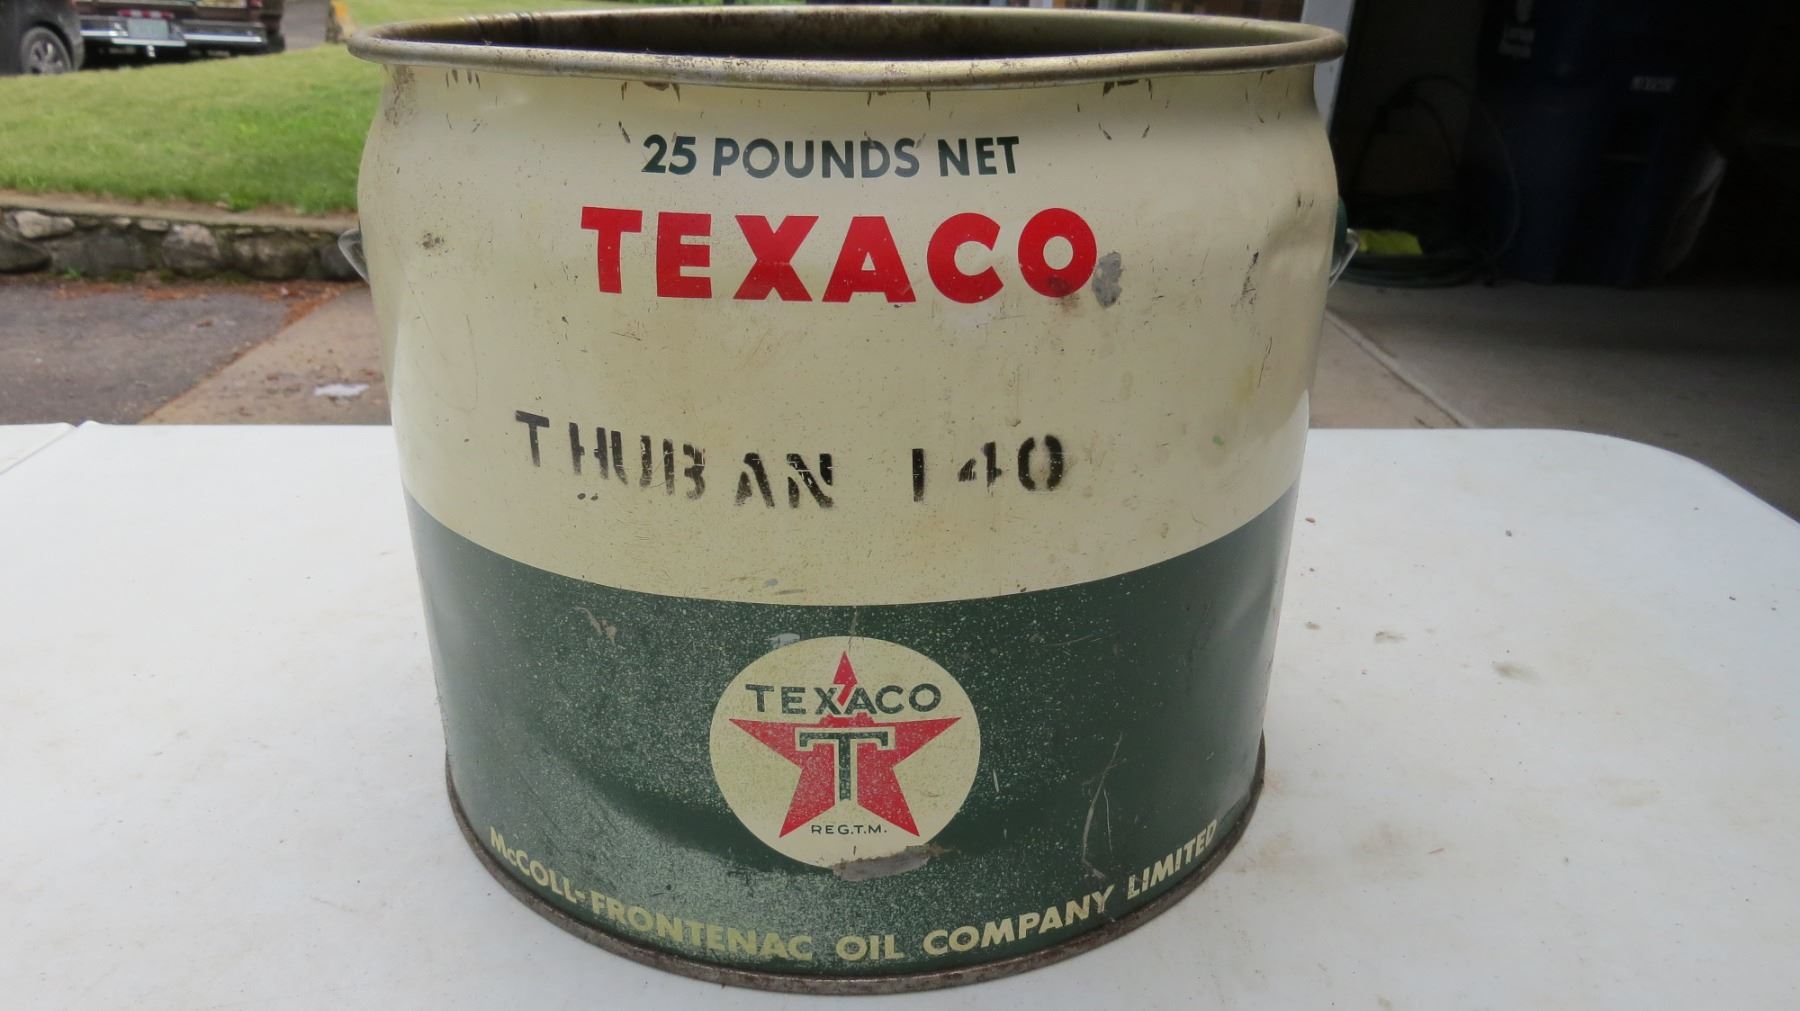 25 POUNDS NET
TEXACO
THUBAN 140
TEXACO
T
REG.T.M.
McCOLL-FRONTENAC OIL COMPANY LIMITED